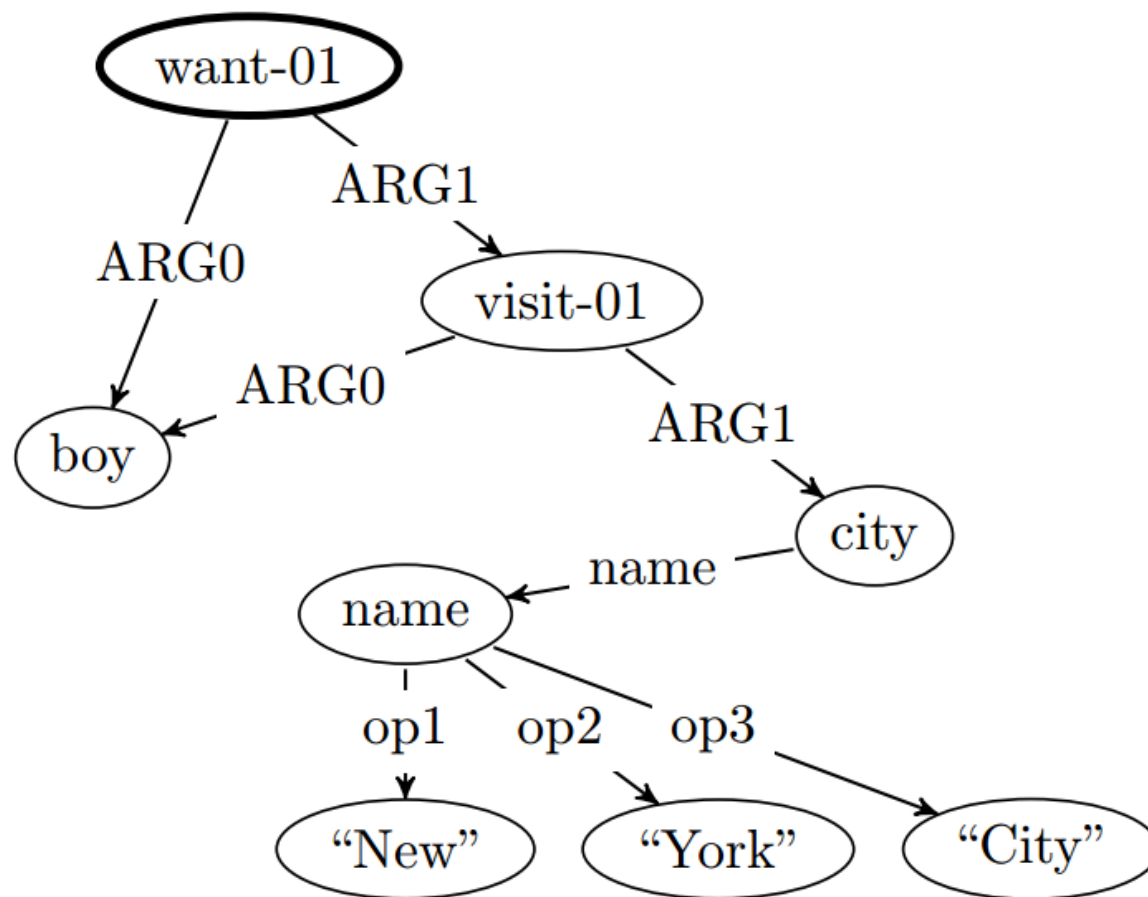 want-01
ARG1
ARG0
visit-01
ARG0
ARG1
boy
city
name
name
op1 op2 op3
“New” “York” “City”